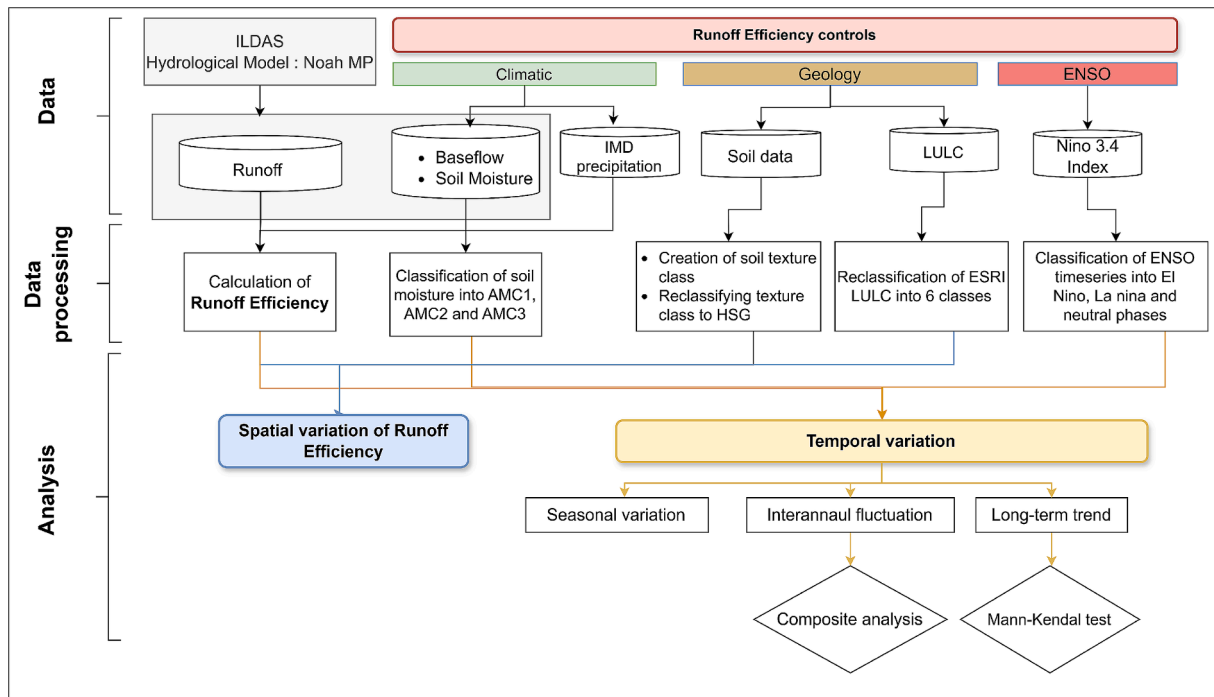 ILDAS
Hydrological Model : Noah MP
Runoff Efficiency controls
Climatic
Geology
ENSO
Data
Runoff
Baseflow
Soil Moisture
IMD
precipitation
Soil data
LULC
Nino 3.4
Index
Data
processing
Calculation of
Runoff Efficiency
Classification of soil
moisture into AMC1,
AMC2 and AMC3
Creation of soil texture
class
Reclassifying texture
class to HSG
Reclassification of ESRI
LULC into 6 classes
Classification of ENSO
timeseries into El
Nino, La nina and
neutral phases
Analysis
Spatial variation of Runoff
Efficiency
Temporal variation
Seasonal variation
Interannaul fluctuation
Long-term trend
Composite analysis
Mann-Kendal test